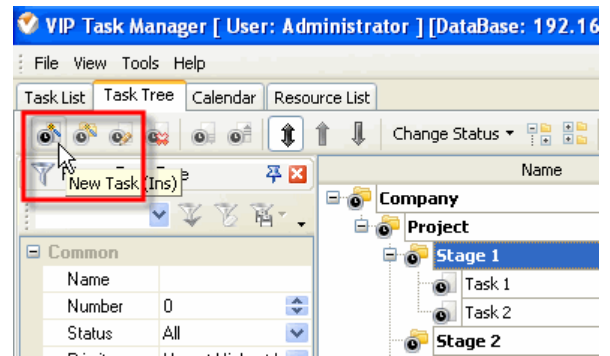 VIP Task Manager [ User: Administrator ] [DataBase: 192.16
File View Tools Help
Task List Task Tree Calendar Resource List
Change Status
New Task (Ins)
Name
Company
Project
Common
Stage 1
Name
Task 1
Number 0
Task 2
Status All
Stage 2